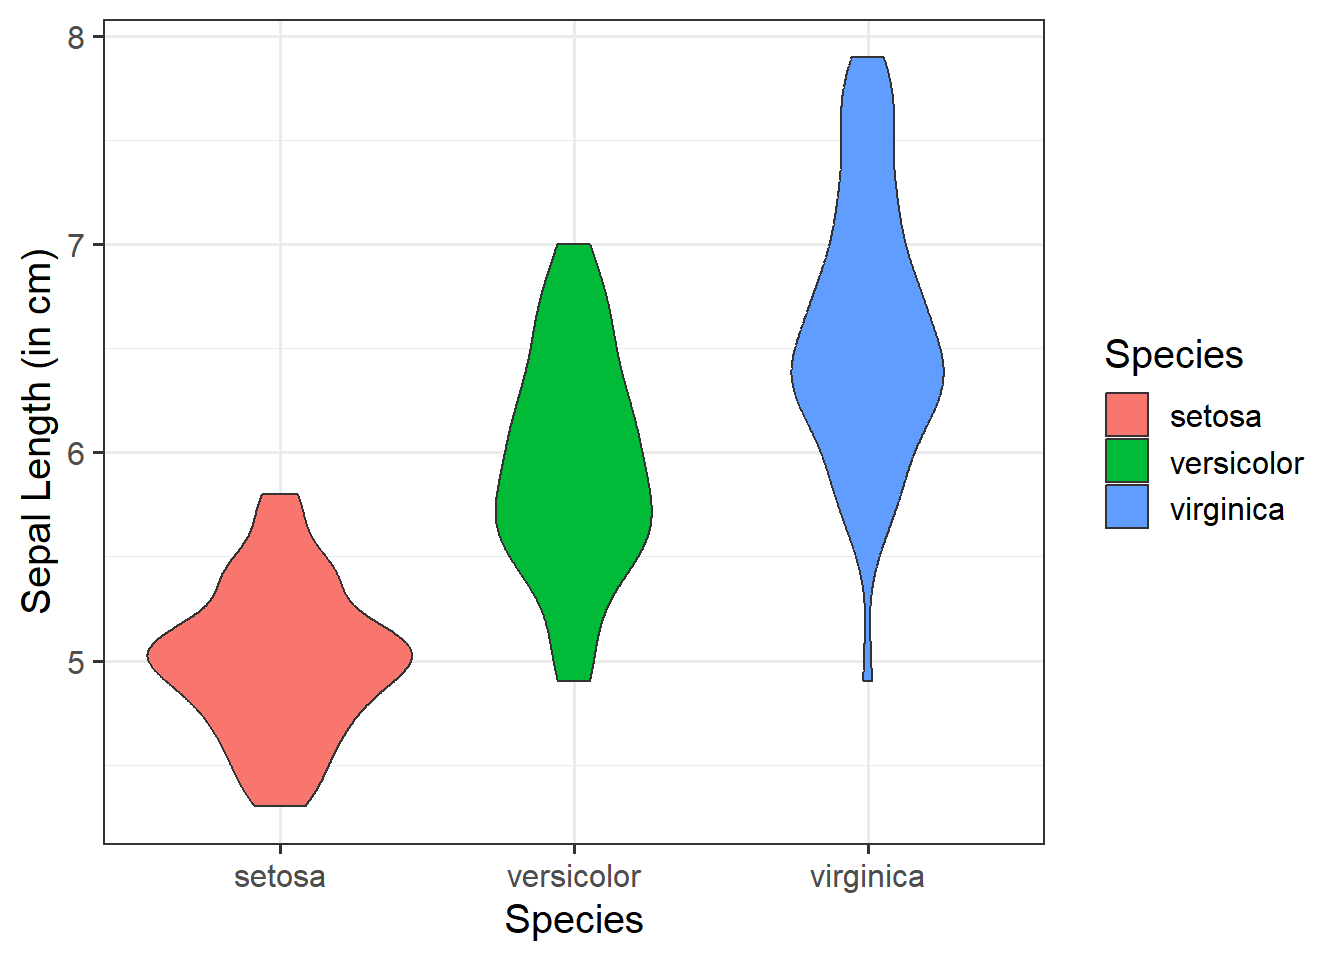 8
7
6
5
Sepal Length (in cm)
setosa
versicolor
virginica
Species
Species
setosa
versicolor
virginica